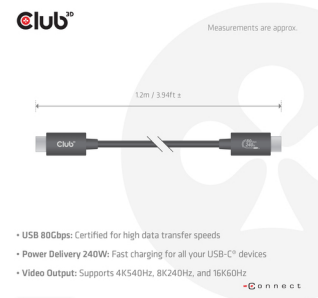 Club³ᴰ
Measurements are approx.
1.2m / 3.94ft ±
Club³ᴰ
• USB 80Gbps: Certified for high data transfer speeds
• Power Delivery 240W: Fast charging for all your USB-C® devices
• Video Output: Supports 4K540Hz, 8K240Hz, and 16K60Hz
Connect